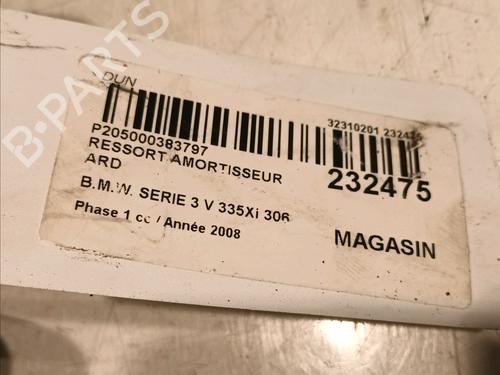 DUN
32310201 232475
P205000383797
RESSORT AMORTISSEUR
ARD
232475
B.M.W. SERIE 3 V 335Xi 306
Phase 1 cc / Année 2008
MAGASIN
B-PARTS